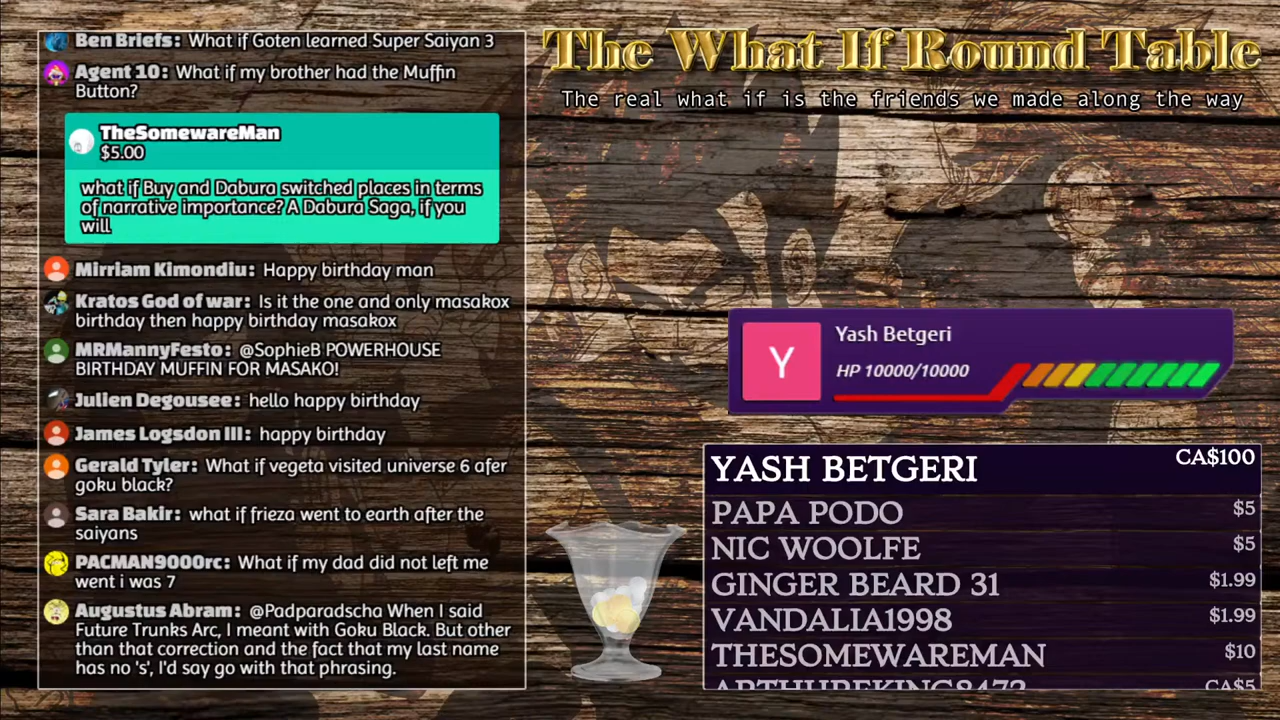 Ben Briefs: What if Goten learned Super Saiyan 3
Agent 10: What if my brother had the Muffin
Button?
TheSomewareMan
$5.00
what if Buy and Dabura switched places in terms
of narrative importance? A Dabura Saga, if you
will
Mirriam Kimondiu: Happy birthday man
Kratos God of war: Is it the one and only masakox
birthday then happy birthday masakox
MRMannyFesto: @SophieB POWERHOUSE
BIRTHDAY MUFFIN FOR MASAKO!
Julien Degousee: hello happy birthday
James Logsdon III: happy birthday
Gerald Tyler: What if vegeta visited universe 6 afer
goku black?
Sara Bakir: what if frieza went to earth after the
saiyans
PACMAN9000rc: What if my dad did not left me
went i was 7
Augustus Abram: @Padparadscha When I said
Future Trunks Arc, I meant with Goku Black. But other
than that correction and the fact that my last name
has no 's', I'd say go with that phrasing.
The What If Round Table
The real what if is the friends we made along the way
Y
Yash Betgeri
HP 10000/10000
YASH BETGERI CA$100
PAPA PODO $5
NIC WOOLFE $5
GINGER BEARD 31 $1.99
VANDALIA1998 $1.99
THESOMEWAREMAN $10
ARTHUREKING8472 CA$5